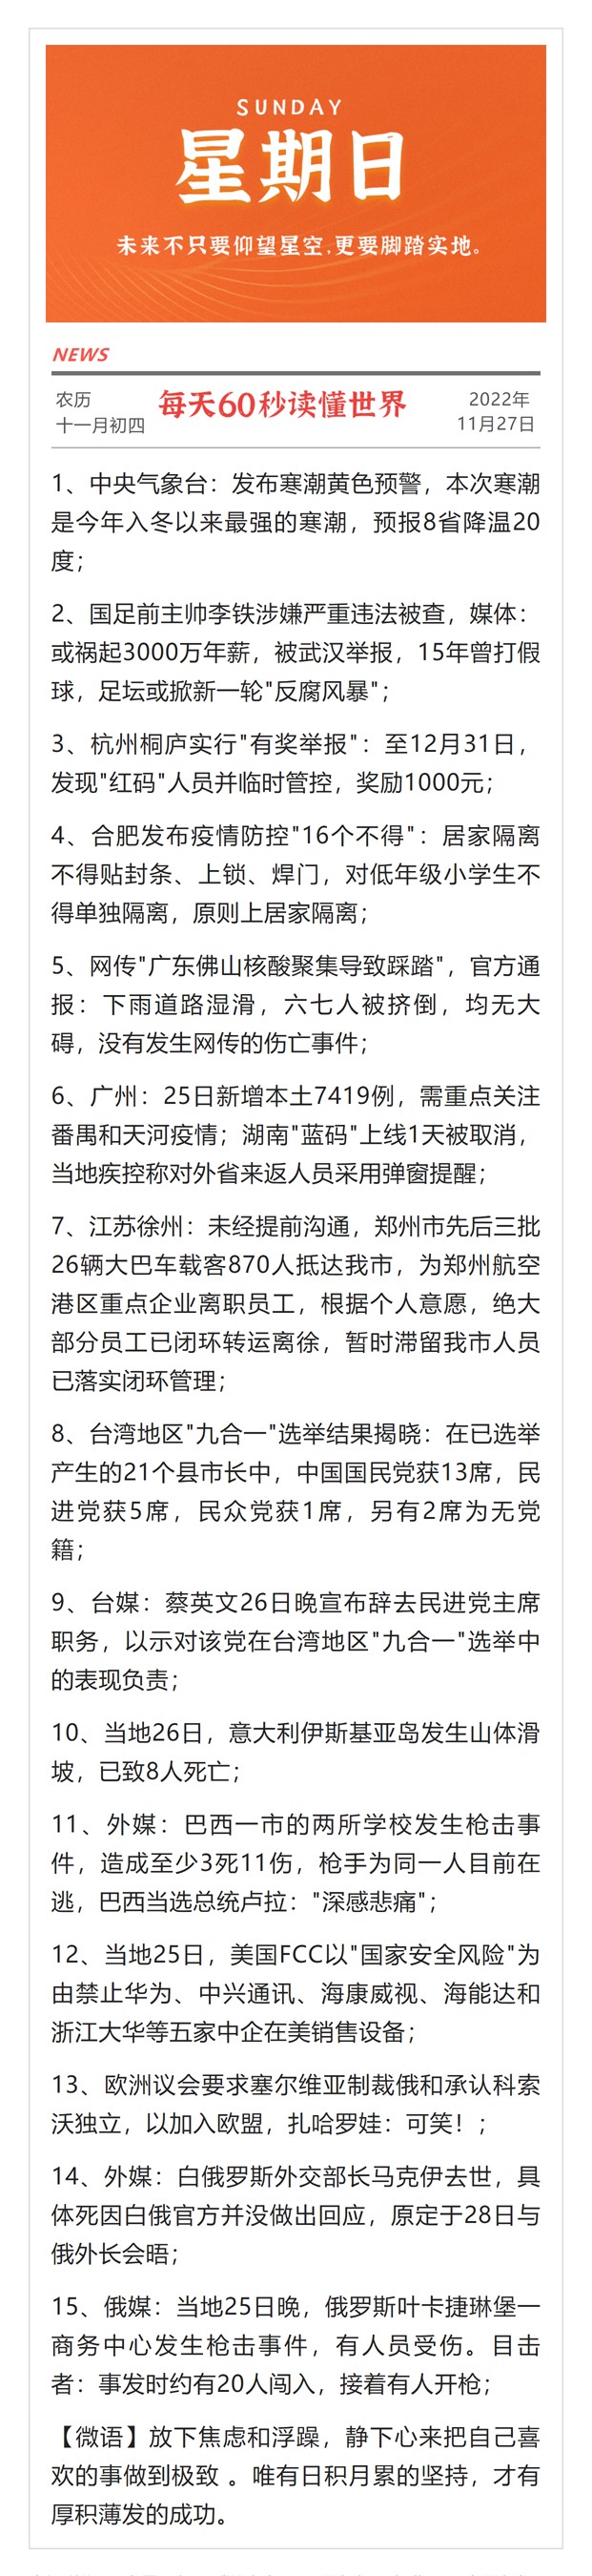 SUNDAY
星期日
未来不只要仰望星空,更要脚踏实地。
NEWS
农历
十一月初四
每天60秒读懂世界
2022年
11月27日
1、中央气象台：发布寒潮黄色预警，本次寒潮
是今年入冬以来最强的寒潮，预报8省降温20
度；
2、国足前主帅李铁涉嫌严重违法被查，媒体：
或祸起3000万年薪，被武汉举报，15年曾打假
球，足坛或掀新一轮"反腐风暴"；
3、杭州桐庐实行"有奖举报"：至12月31日，
发现"红码"人员并临时管控，奖励1000元；
4、合肥发布疫情防控"16个不得"：居家隔离
不得贴封条、上锁、焊门，对低年级小学生不
得单独隔离，原则上居家隔离；
5、网传"广东佛山核酸聚集导致踩踏"，官方通
报：下雨道路湿滑，六七人被挤倒，均无大
碍，没有发生网传的伤亡事件；
6、广州：25日新增本土7419例，需重点关注
番禺和天河疫情；湖南"蓝码"上线1天被取消，
当地疾控称对外省来返人员采用弹窗提醒；
7、江苏徐州：未经提前沟通，郑州市先后三批
26辆大巴车载客870人抵达我市，为郑州航空
港区重点企业离职员工，根据个人意愿，绝大
部分员工已闭环转运离徐，暂时滞留我市人员
已落实闭环管理；
8、台湾地区"九合一"选举结果揭晓：在已选举
产生的21个县市长中，中国国民党获13席，民
进党获5席，民众党获1席，另有2席为无党
籍；
9、台媒：蔡英文26日晚宣布辞去民进党主席
职务，以示对该党在台湾地区"九合一"选举中
的表现负责；
10、当地26日，意大利伊斯基亚岛发生山体滑
坡，已致8人死亡；
11、外媒：巴西一市的两所学校发生枪击事
件，造成至少3死11伤，枪手为同一人目前在
逃，巴西当选总统卢拉："深感悲痛"；
12、当地25日，美国FCC以"国家安全风险"为
由禁止华为、中兴通讯、海康威视、海能达和
浙江大华等五家中企在美销售设备；
13、欧洲议会要求塞尔维亚制裁俄和承认科索
沃独立，以加入欧盟，扎哈罗娃：可笑！；
14、外媒：白俄罗斯外交部长马克伊去世，具
体死因白俄官方并没做出回应，原定于28日与
俄外长会晤；
15、俄媒：当地25日晚，俄罗斯叶卡捷琳堡一
商务中心发生枪击事件，有人员受伤。目击
者：事发时约有20人闯入，接着有人开枪；
【微语】放下焦虑和浮躁，静下心来把自己喜
欢的事做到极致 。唯有日积月累的坚持，才有
厚积薄发的成功。